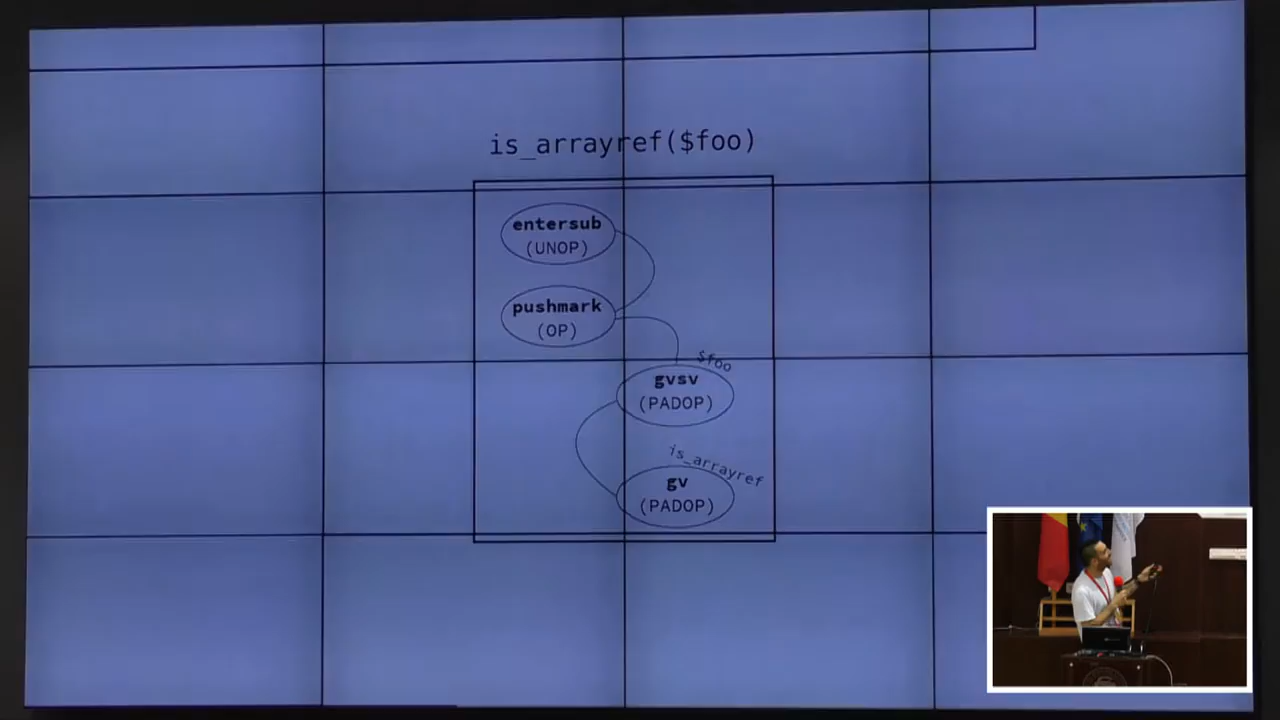 is_arrayref($foo)
entersub
(UNOP)
pushmark
(OP)
$foo
gvsv
(PADOP)
is_arrayref
gv
(PADOP)